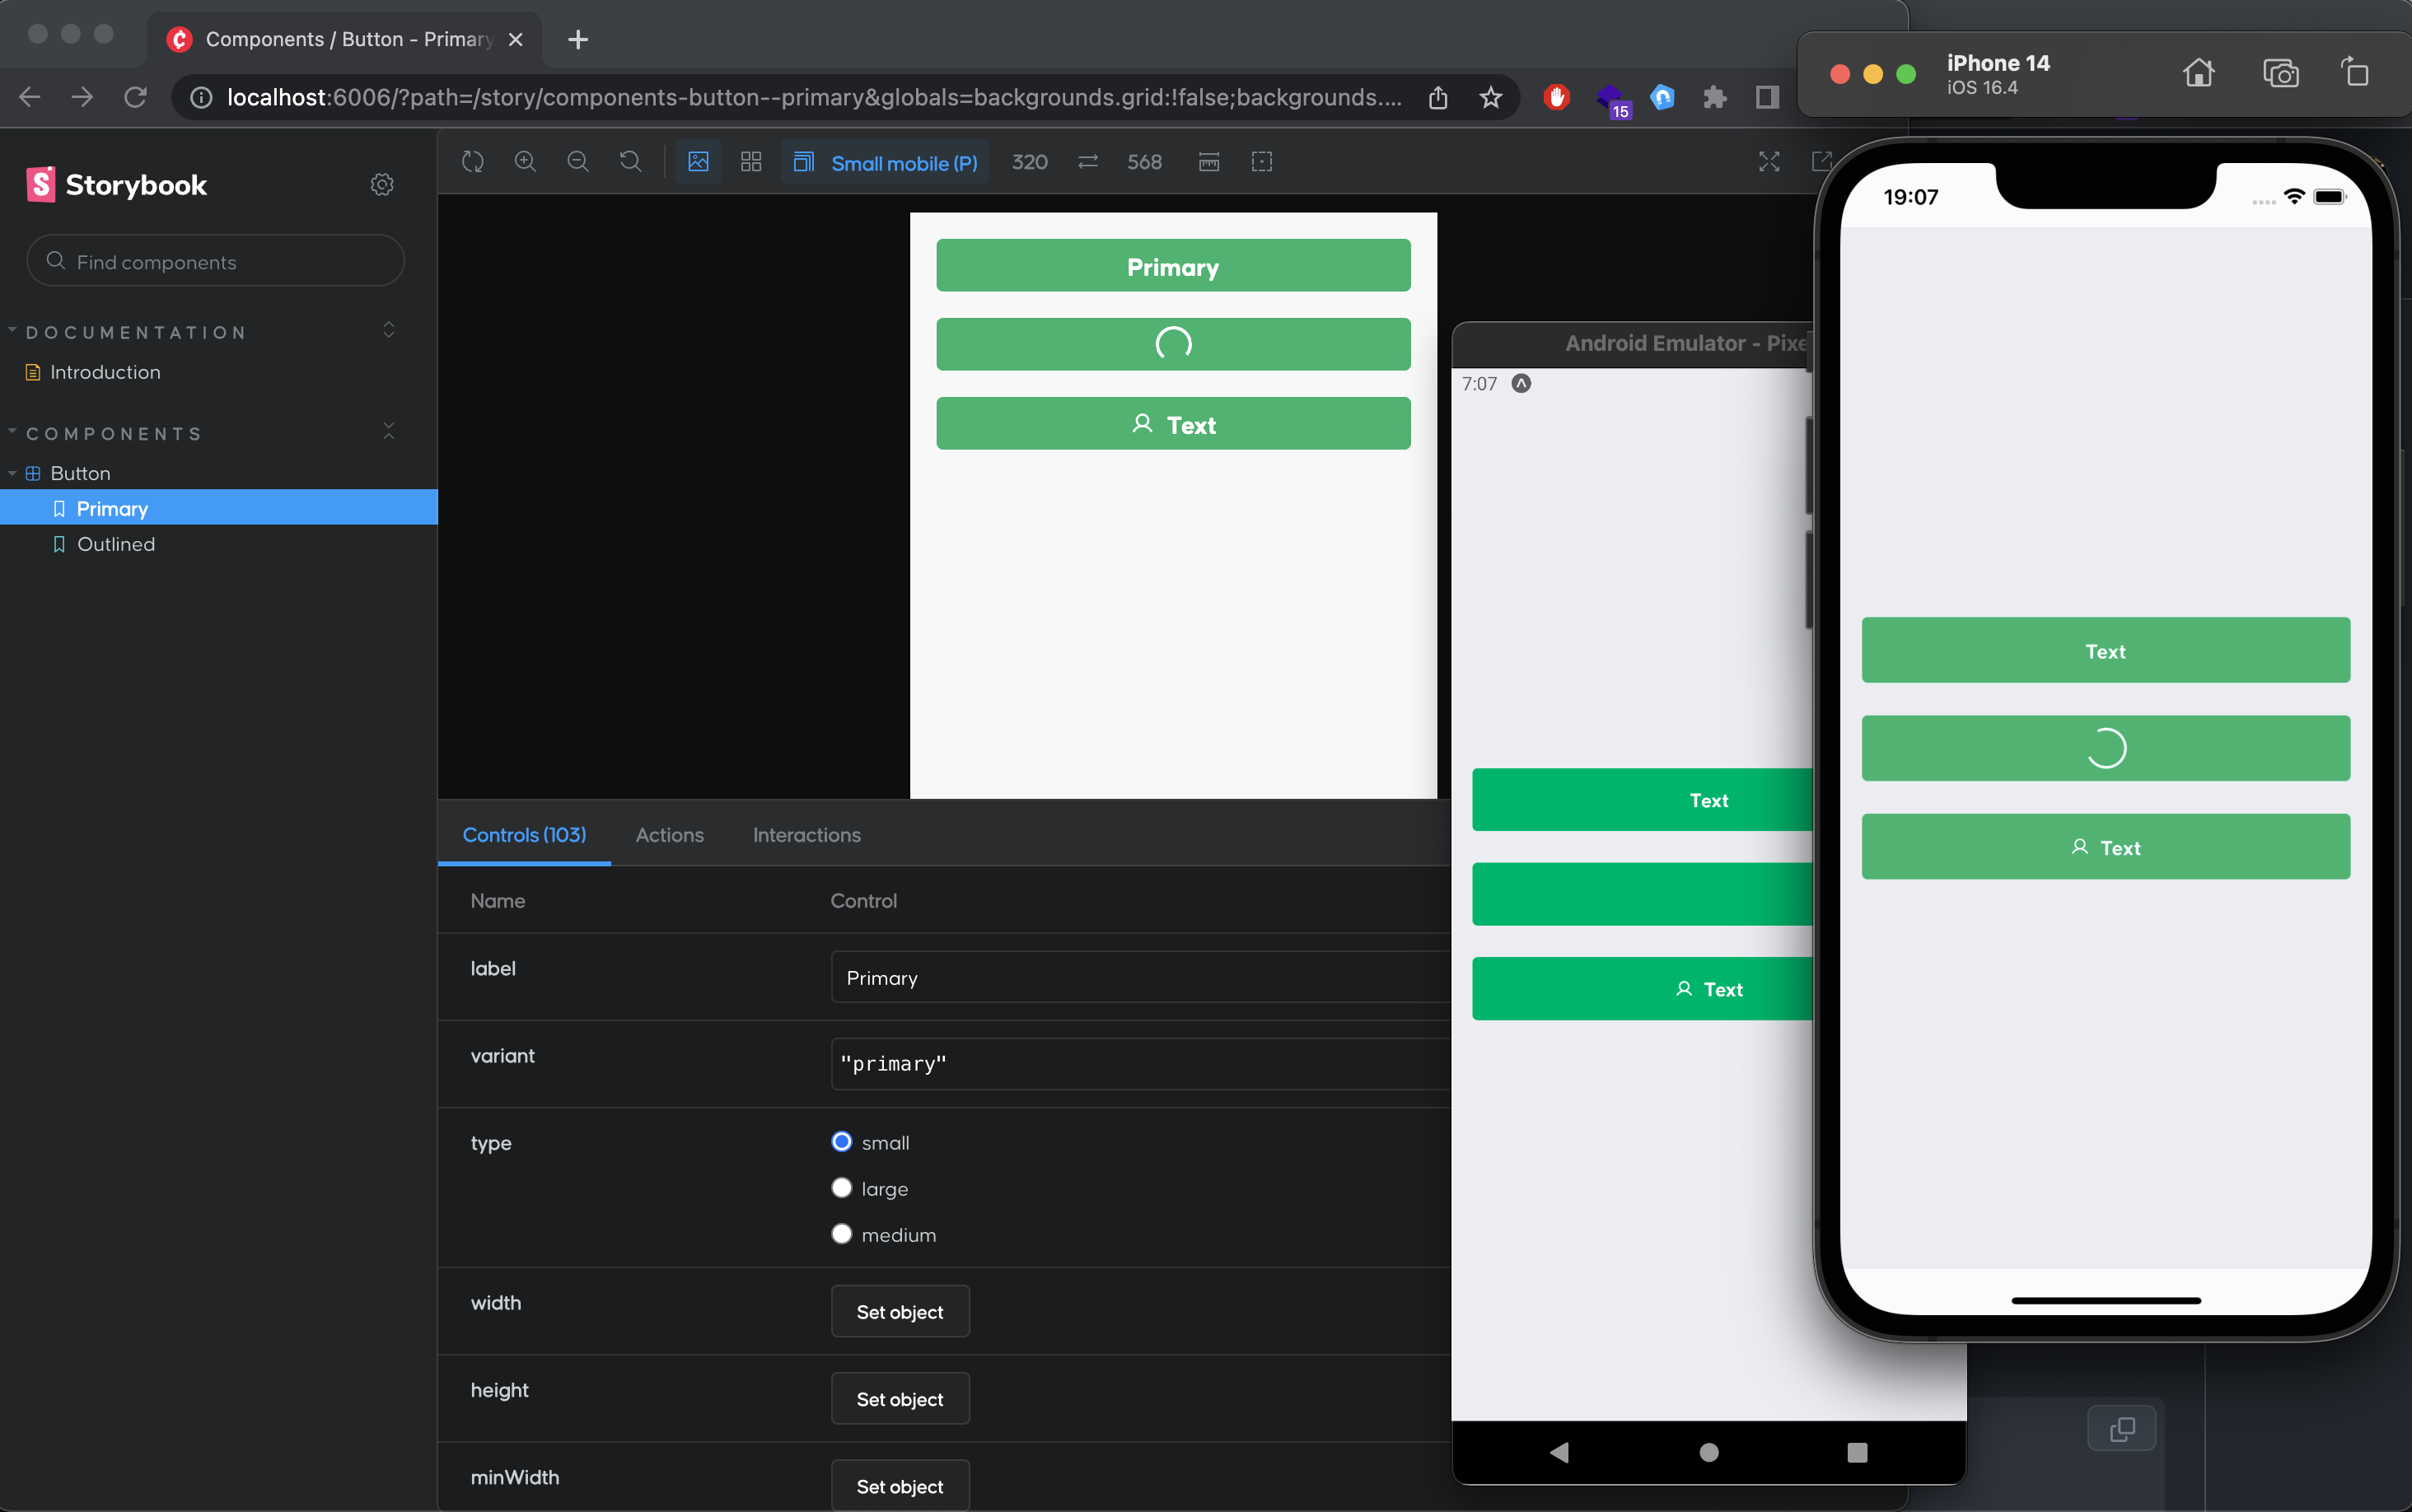 Components / Button - Primary
localhost:6006/?path=/story/components-button--primary&globals=backgrounds.grid:!false;backgrounds....
15
iPhone 14
iOS 16.4
Storybook
Find components
DOCUMENTATION
Introduction
COMPONENTS
Button
Primary
Outlined
Small mobile (P)
320
568
Primary
Text
Controls (103)
Actions
Interactions
Name
Control
label
Primary
variant
"primary"
type
small
large
medium
width
Set object
height
Set object
minWidth
Set object
Android Emulator - Pixe
7:07
Text
Text
19:07
Text
Text